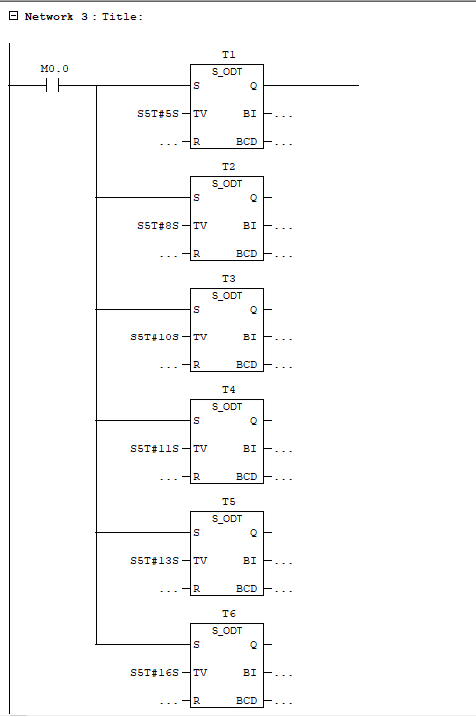 Network 3 : Title:
T1
M0.0
S_ODT
S Q
S5T#5S TV BI ...
... R BCD ...
T2
S_ODT
S Q
S5T#8S TV BI ...
... R BCD ...
T3
S_ODT
S Q
S5T#10S TV BI ...
... R BCD ...
T4
S_ODT
S Q
S5T#11S TV BI ...
... R BCD ...
T5
S_ODT
S Q
S5T#13S TV BI ...
... R BCD ...
T6
S_ODT
S Q
S5T#16S TV BI ...
... R BCD ...